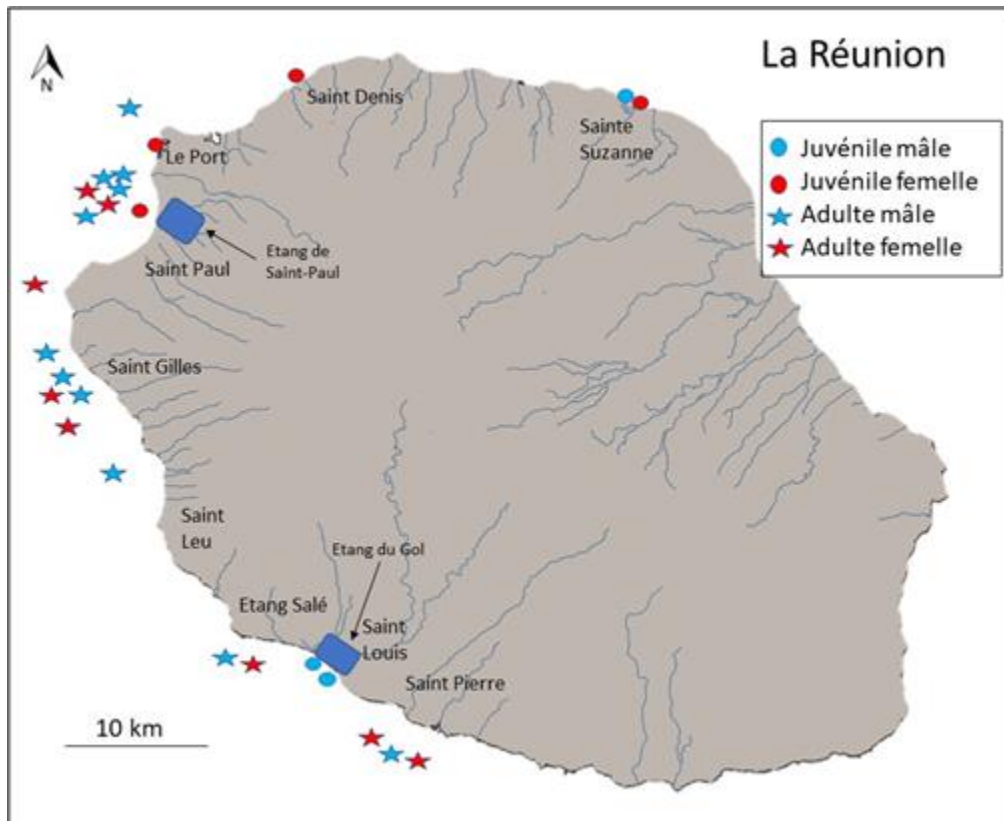 La Réunion
N
Saint Denis
Le Port
Sainte
Suzanne
Juvénile mâle
Juvénile femelle
Adulte mâle
Adulte femelle
Etang de
Saint-Paul
Saint Paul
Saint Gilles
Saint
Leu
Etang du Gol
Etang Salé
Saint
Louis
Saint Pierre
10 km